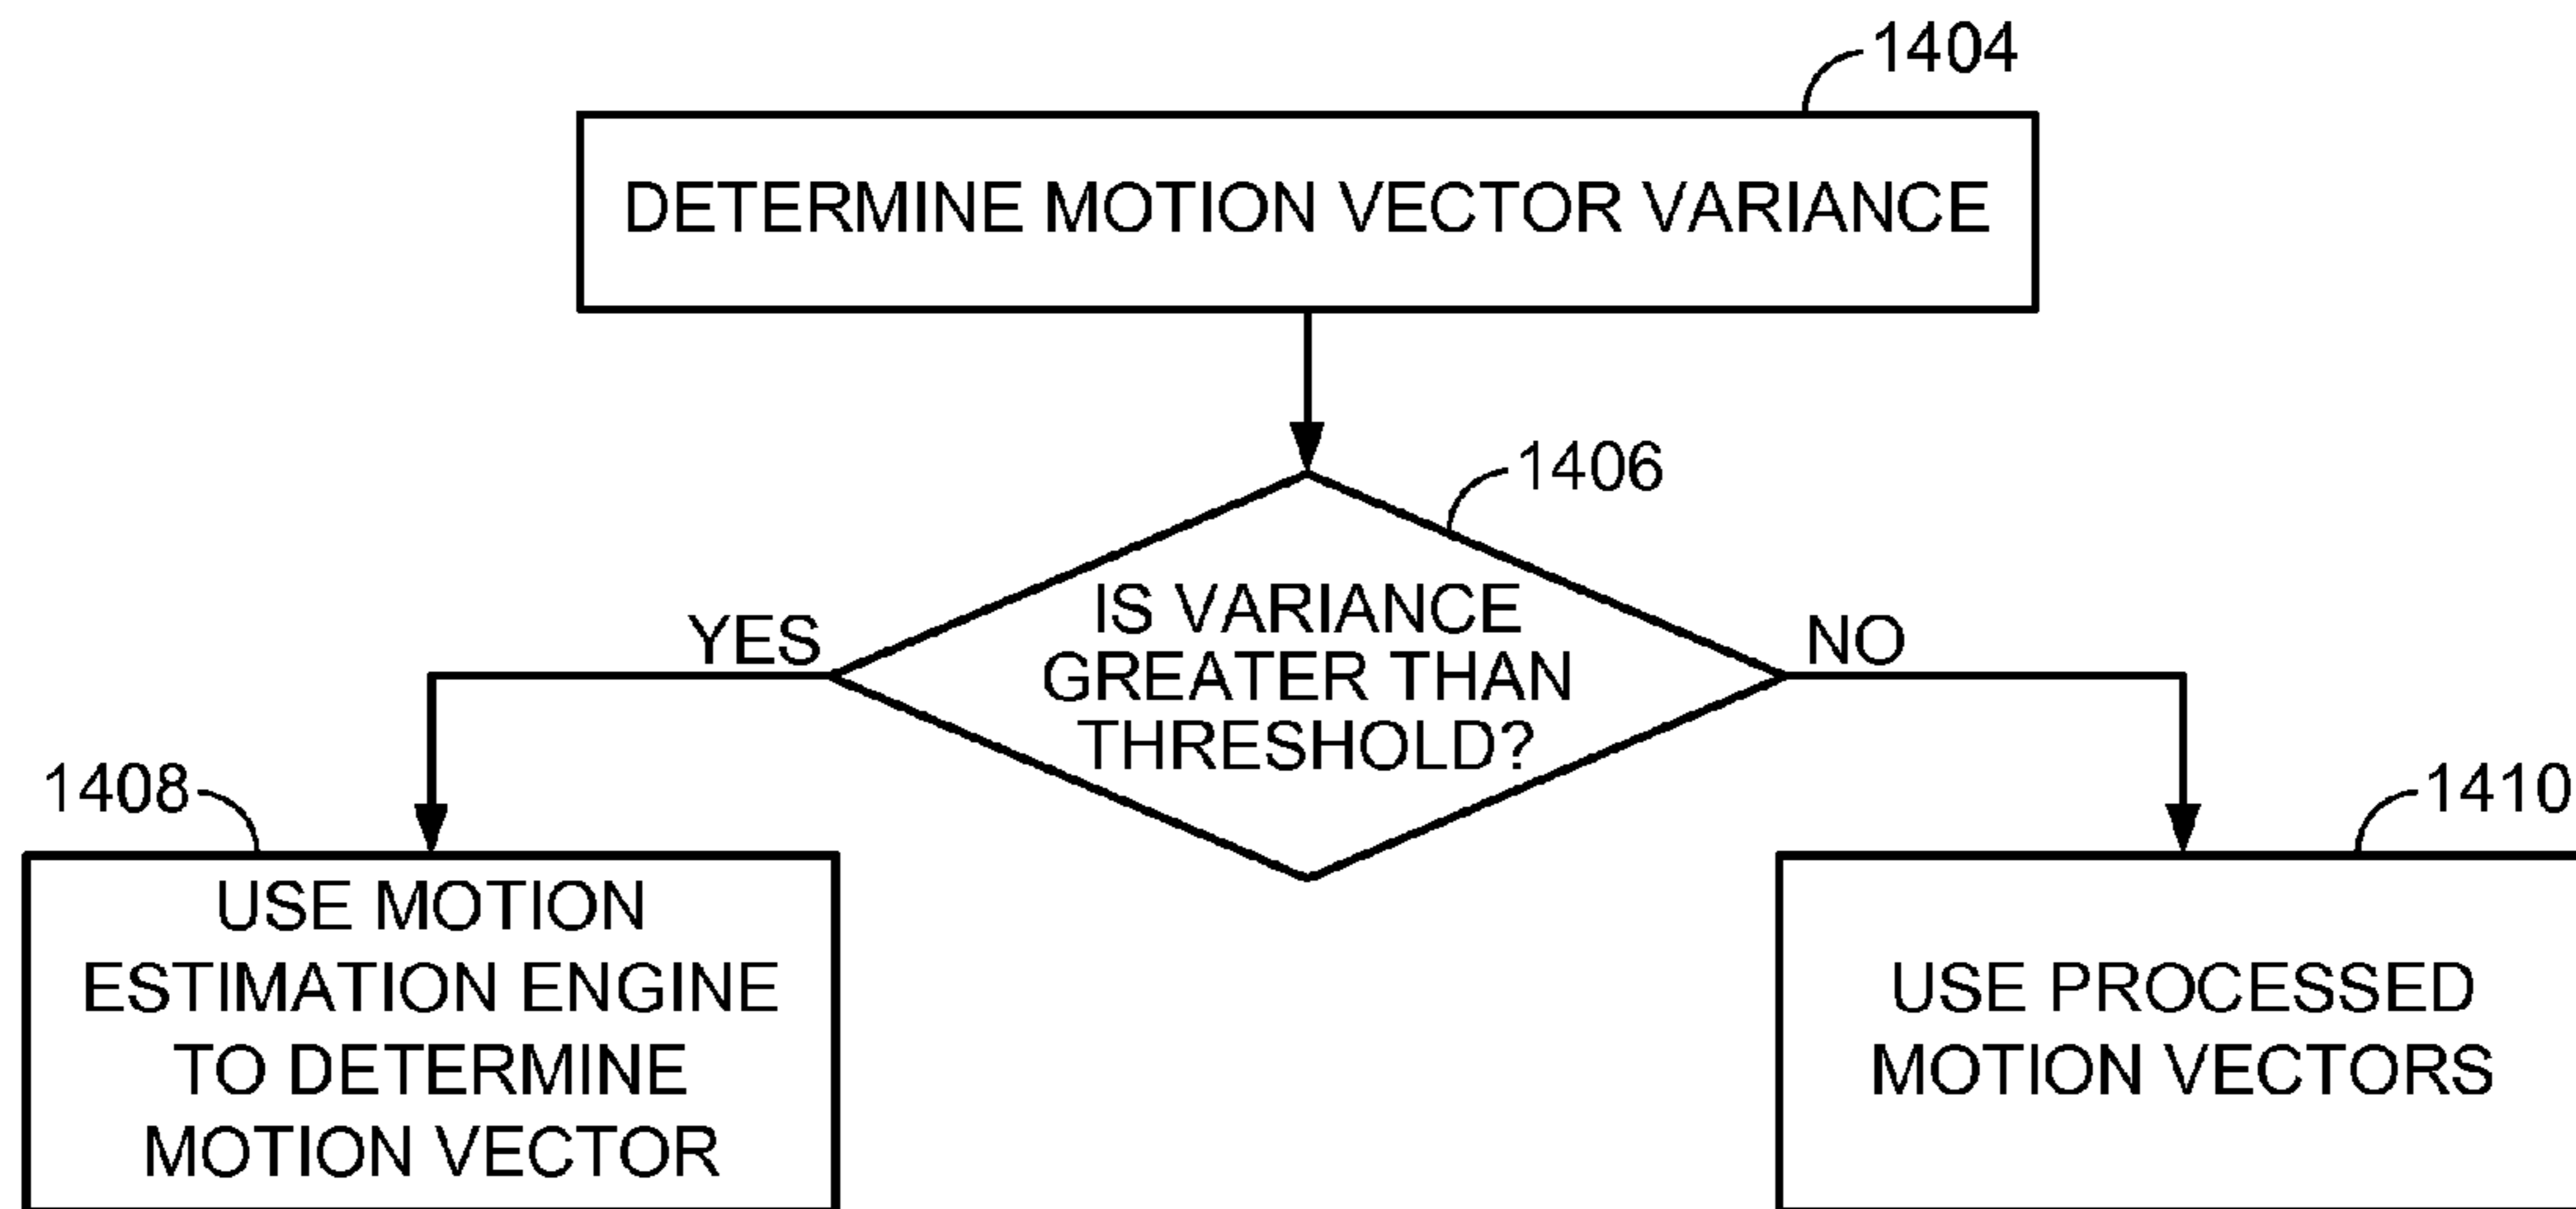 1404
DETERMINE MOTION VECTOR VARIANCE
1406
IS VARIANCE
GREATER THAN
THRESHOLD?
YES
NO
1408
USE MOTION
ESTIMATION ENGINE
TO DETERMINE
MOTION VECTOR
1410
USE PROCESSED
MOTION VECTORS